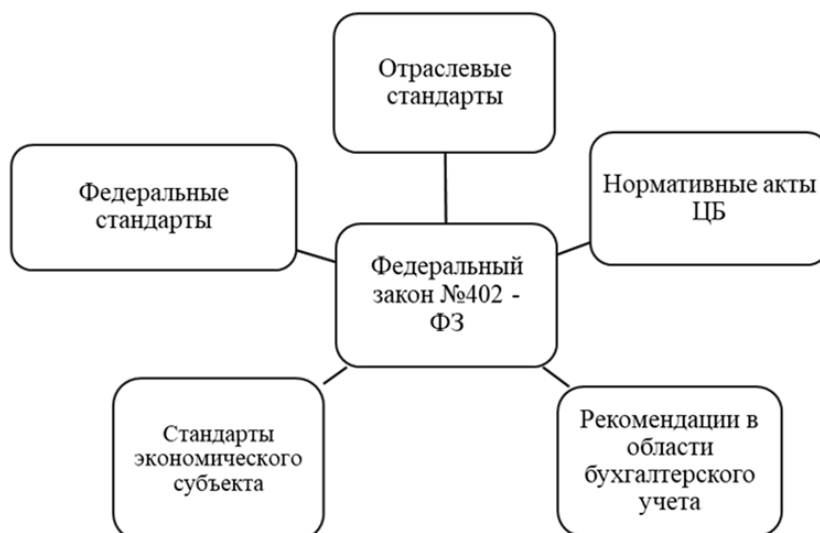 Отраслевые
стандарты
Федеральные
стандарты
Нормативные акты
ЦБ
Федеральный
закон №402 -
ФЗ
Стандарты
экономического
субъекта
Рекомендации в
области
бухгалтерского
учета